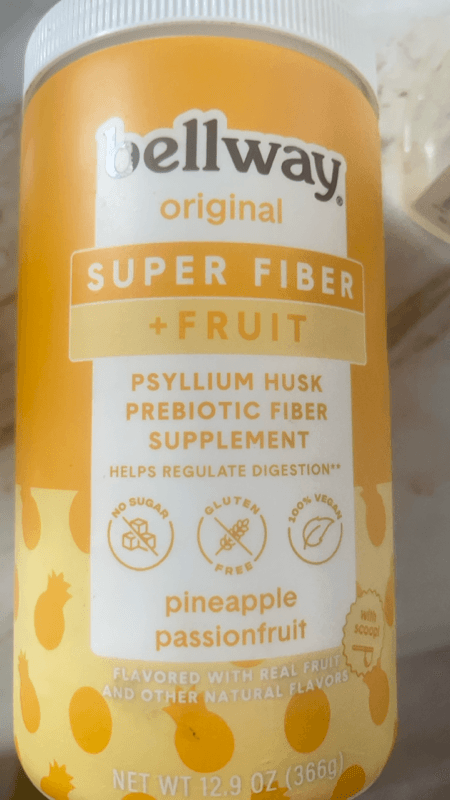 bellway®
original
SUPER FIBER
+ FRUIT
PSYLLIUM HUSK
PREBIOTIC FIBER
SUPPLEMENT
HELPS REGULATE DIGESTION**
NO SUGAR
GLUTEN
FREE
100% VEGAN
pineapple
passionfruit
with
scoop!
FLAVORED WITH REAL FRUIT
AND OTHER NATURAL FLAVORS
NET WT 12.9 OZ (366g)